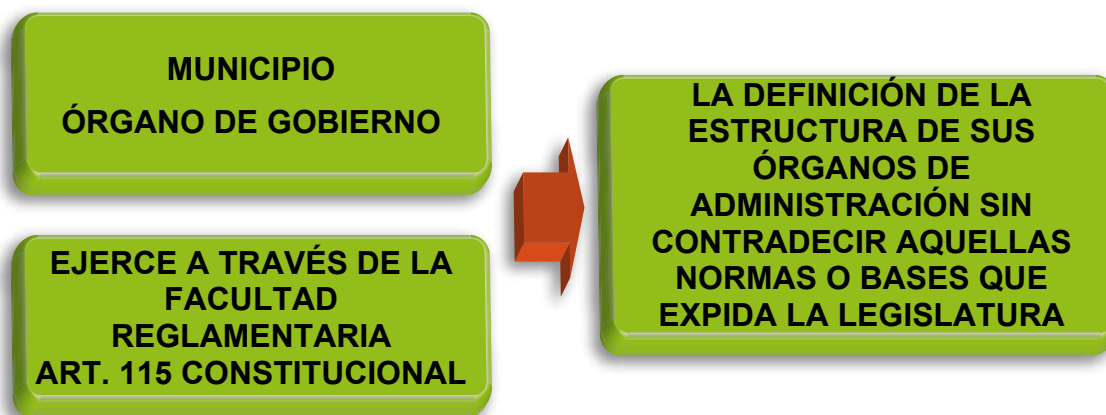 MUNICIPIO
ÓRGANO DE GOBIERNO
EJERCE A TRAVÉS DE LA
FACULTAD
REGLAMENTARIA
ART. 115 CONSTITUCIONAL
LA DEFINICIÓN DE LA
ESTRUCTURA DE SUS
ÓRGANOS DE
ADMINISTRACIÓN SIN
CONTRADECIR AQUELLAS
NORMAS O BASES QUE
EXPIDA LA LEGISLATURA